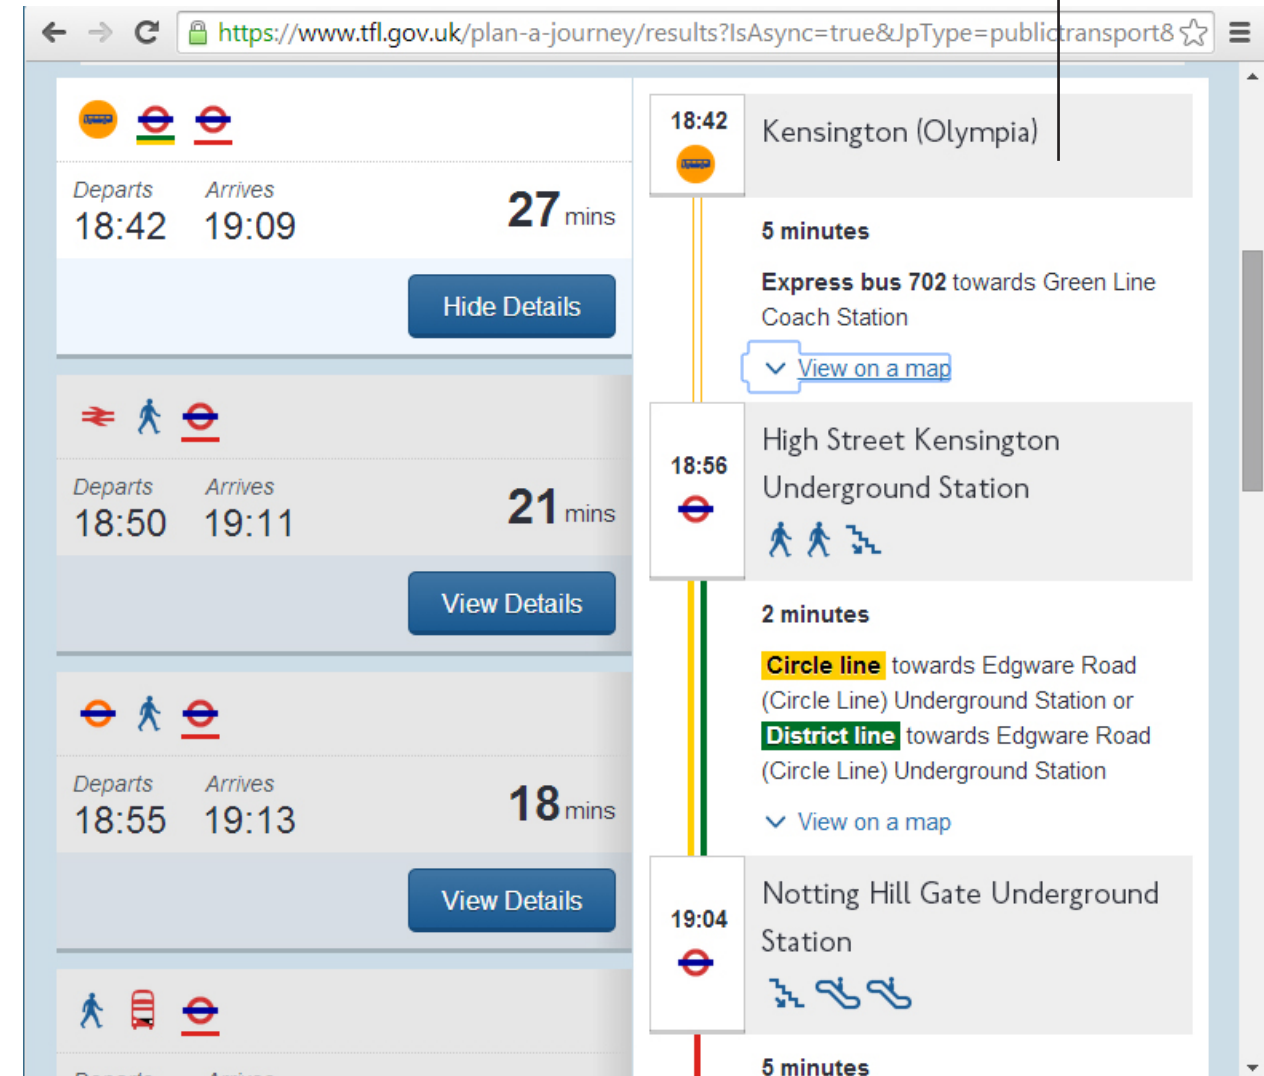 https://www.tfl.gov.uk/plan-a-journey/results?IsAsync=true&JpType=publictransport&
Departs Arrives
18:42 19:09 27 mins
Hide Details
Departs Arrives
18:50 19:11 21 mins
View Details
Departs Arrives
18:55 19:13 18 mins
View Details
18:42 Kensington (Olympia)
5 minutes
Express bus 702 towards Green Line
Coach Station
View on a map
High Street Kensington
18:56
Underground Station
2 minutes
Circle line towards Edgware Road
(Circle Line) Underground Station or
District line towards Edgware Road
(Circle Line) Underground Station
View on a map
Notting Hill Gate Underground
19:04
Station
5 minutes